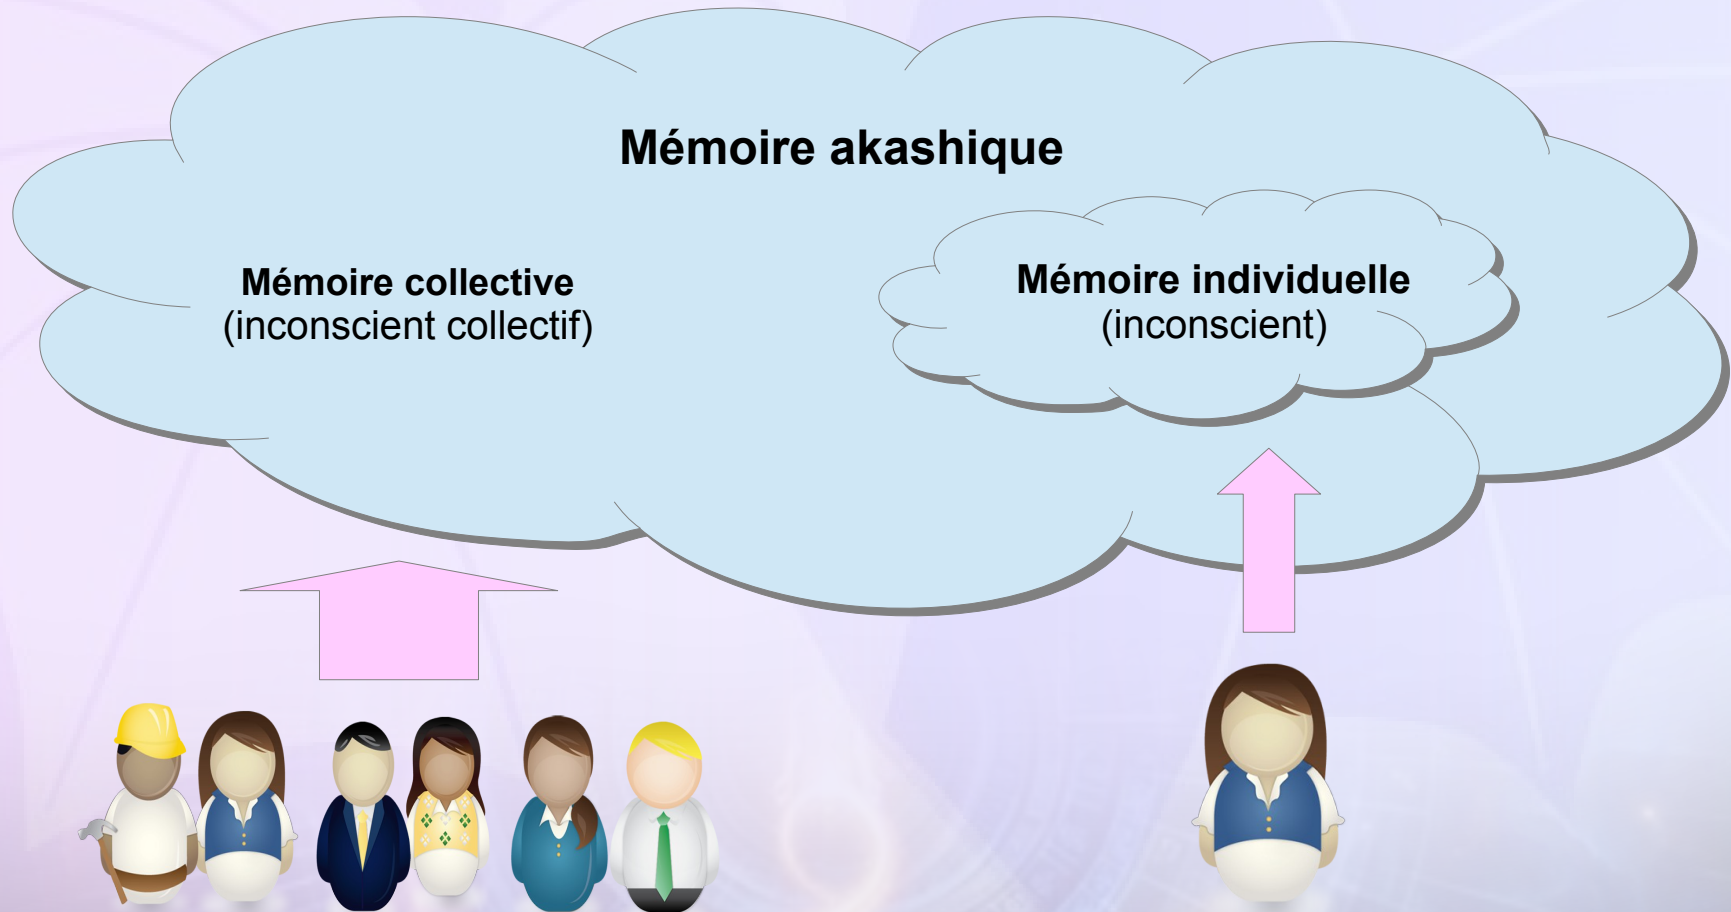 Mémoire akashique
Mémoire collective
(inconscient collectif)
Mémoire individuelle
(inconscient)